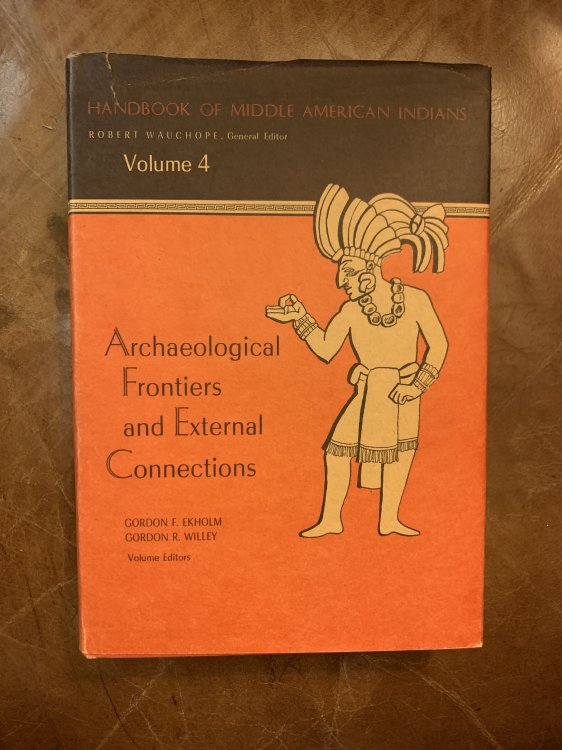 HANDBOOK OF MIDDLE AMERICAN INDIANS
ROBERT WAUCHOPE, General Editor
Volume 4
Archaeological
Frontiers
and External
Connections
GORDON F. EKHOLM
GORDON R. WILLEY
Volume Editors